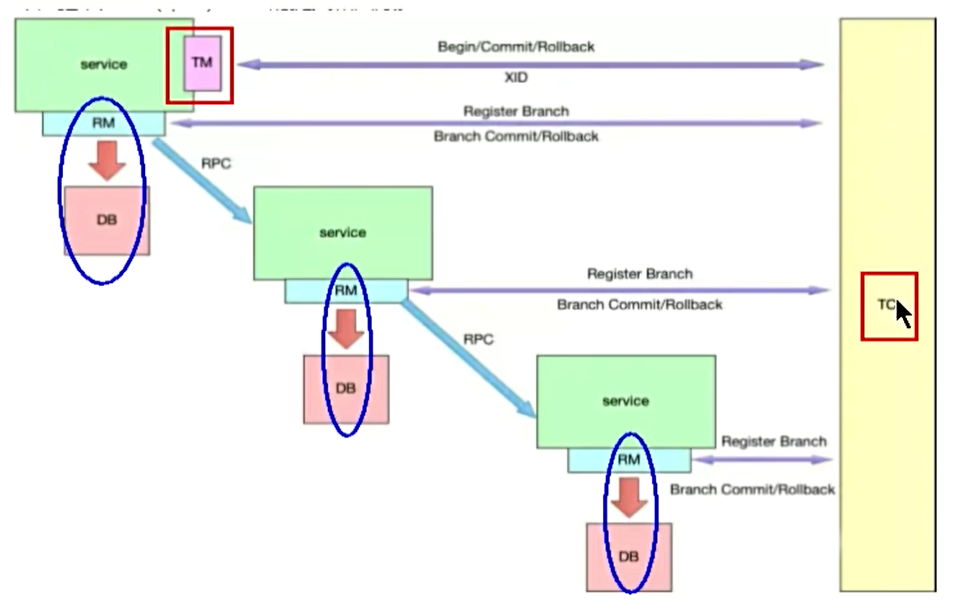 service
TM
Begin/Commit/Rollback
XID
RM
Register Branch
Branch Commit/Rollback
RPC
DB
service
RM
Register Branch
Branch Commit/Rollback
TC
RPC
DB
service
RM
Register Branch
Branch Commit/Rollback
DB